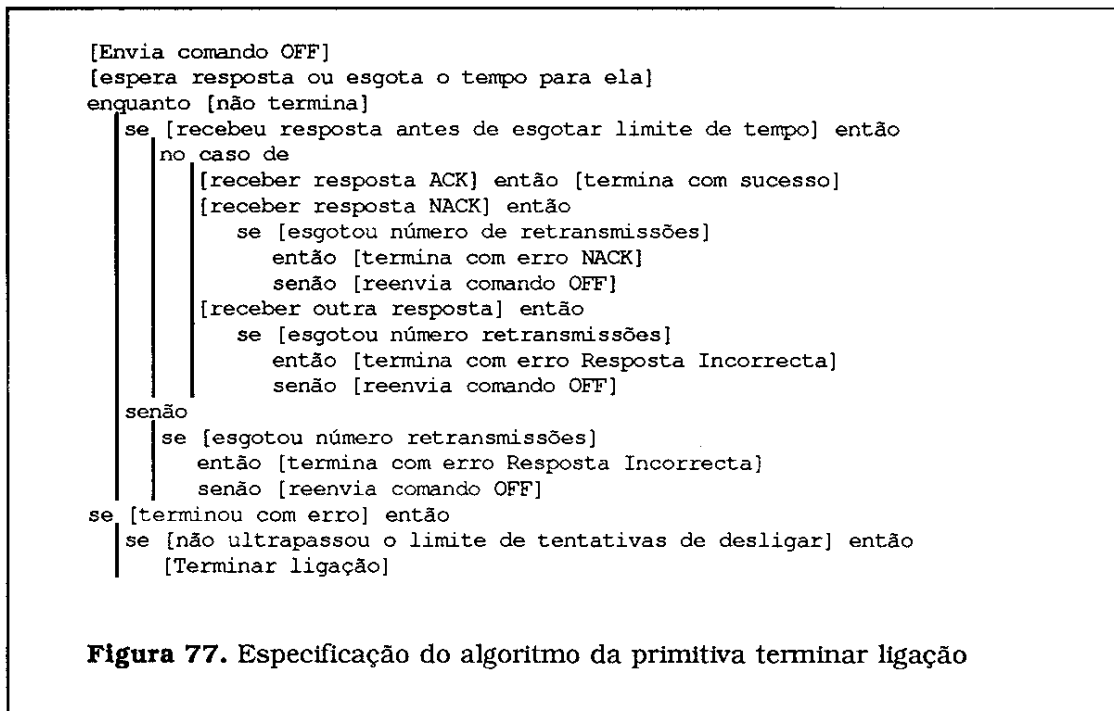 [Envia comando OFF]
[espera resposta ou esgota o tempo para ela]
enquanto [não termina]
se [recebeu resposta antes de esgotar limite de tempo] então
no caso de
[receber resposta ACK] então [termina com sucesso]
[receber resposta NACK] então
se [esgotou número de retransmissões]
então [termina com erro NACK]
senão [reenvia comando OFF]
[receber outra resposta] então
se [esgotou número retransmissões]
então [termina com erro Resposta Incorrecta]
senão [reenvia comando OFF]
senão
se [esgotou número retransmissões]
então [termina com erro Resposta Incorrecta]
senão [reenvia comando OFF]
se [terminou com erro] então
se [não ultrapassou o limite de tentativas de desligar] então
[Terminar ligação]
Figura 77. Especificação do algoritmo da primitiva terminar ligação